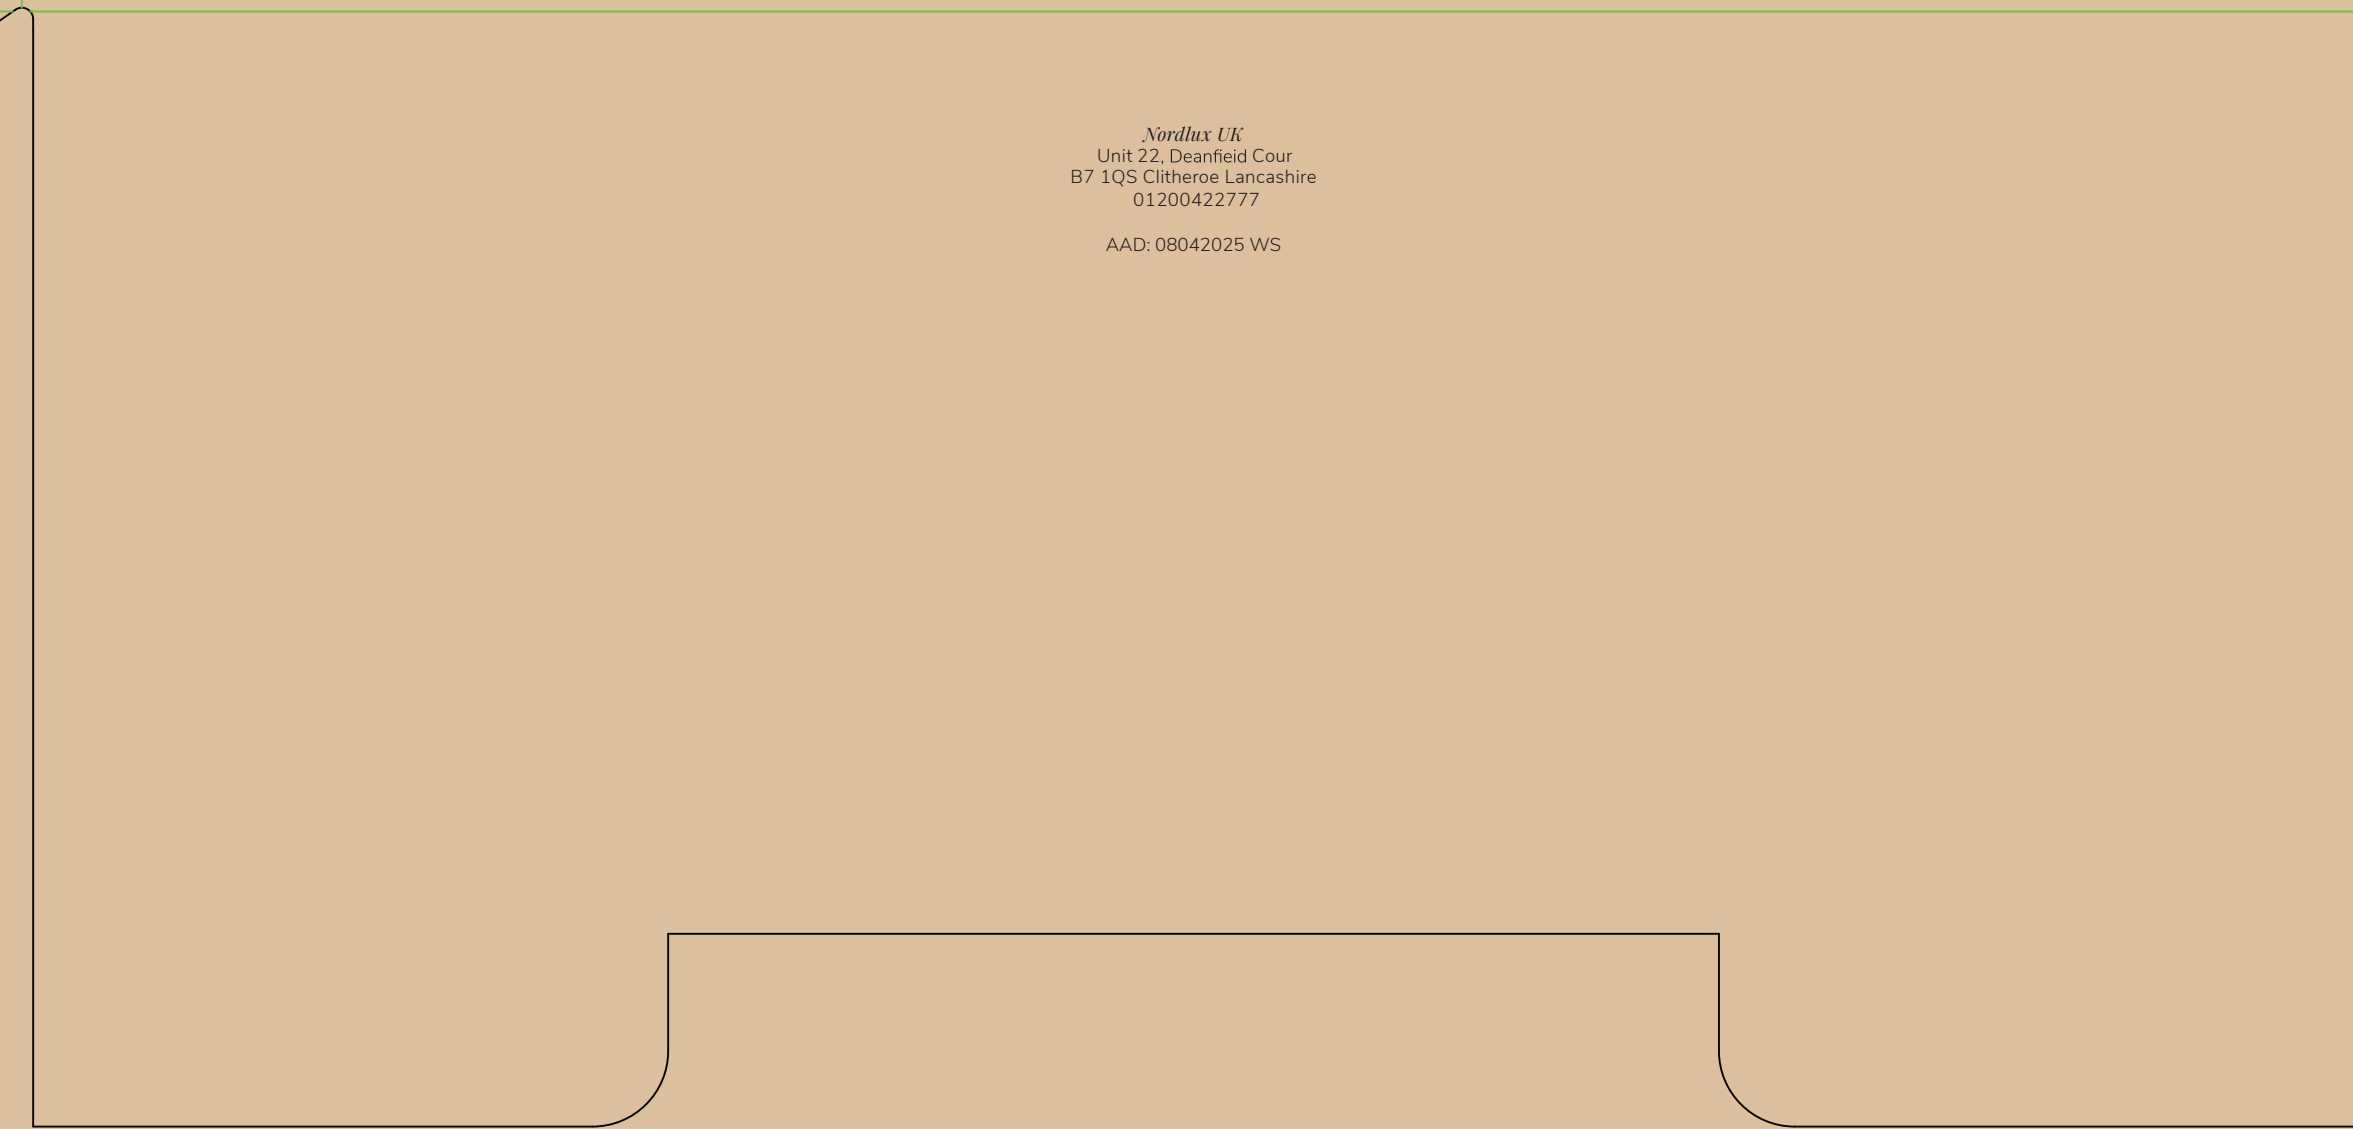 Nordlux UK
Unit 22, Deanfieid Cour
B7 1QS Clitheroe Lancashire
01200422777
AAD: 08042025 WS